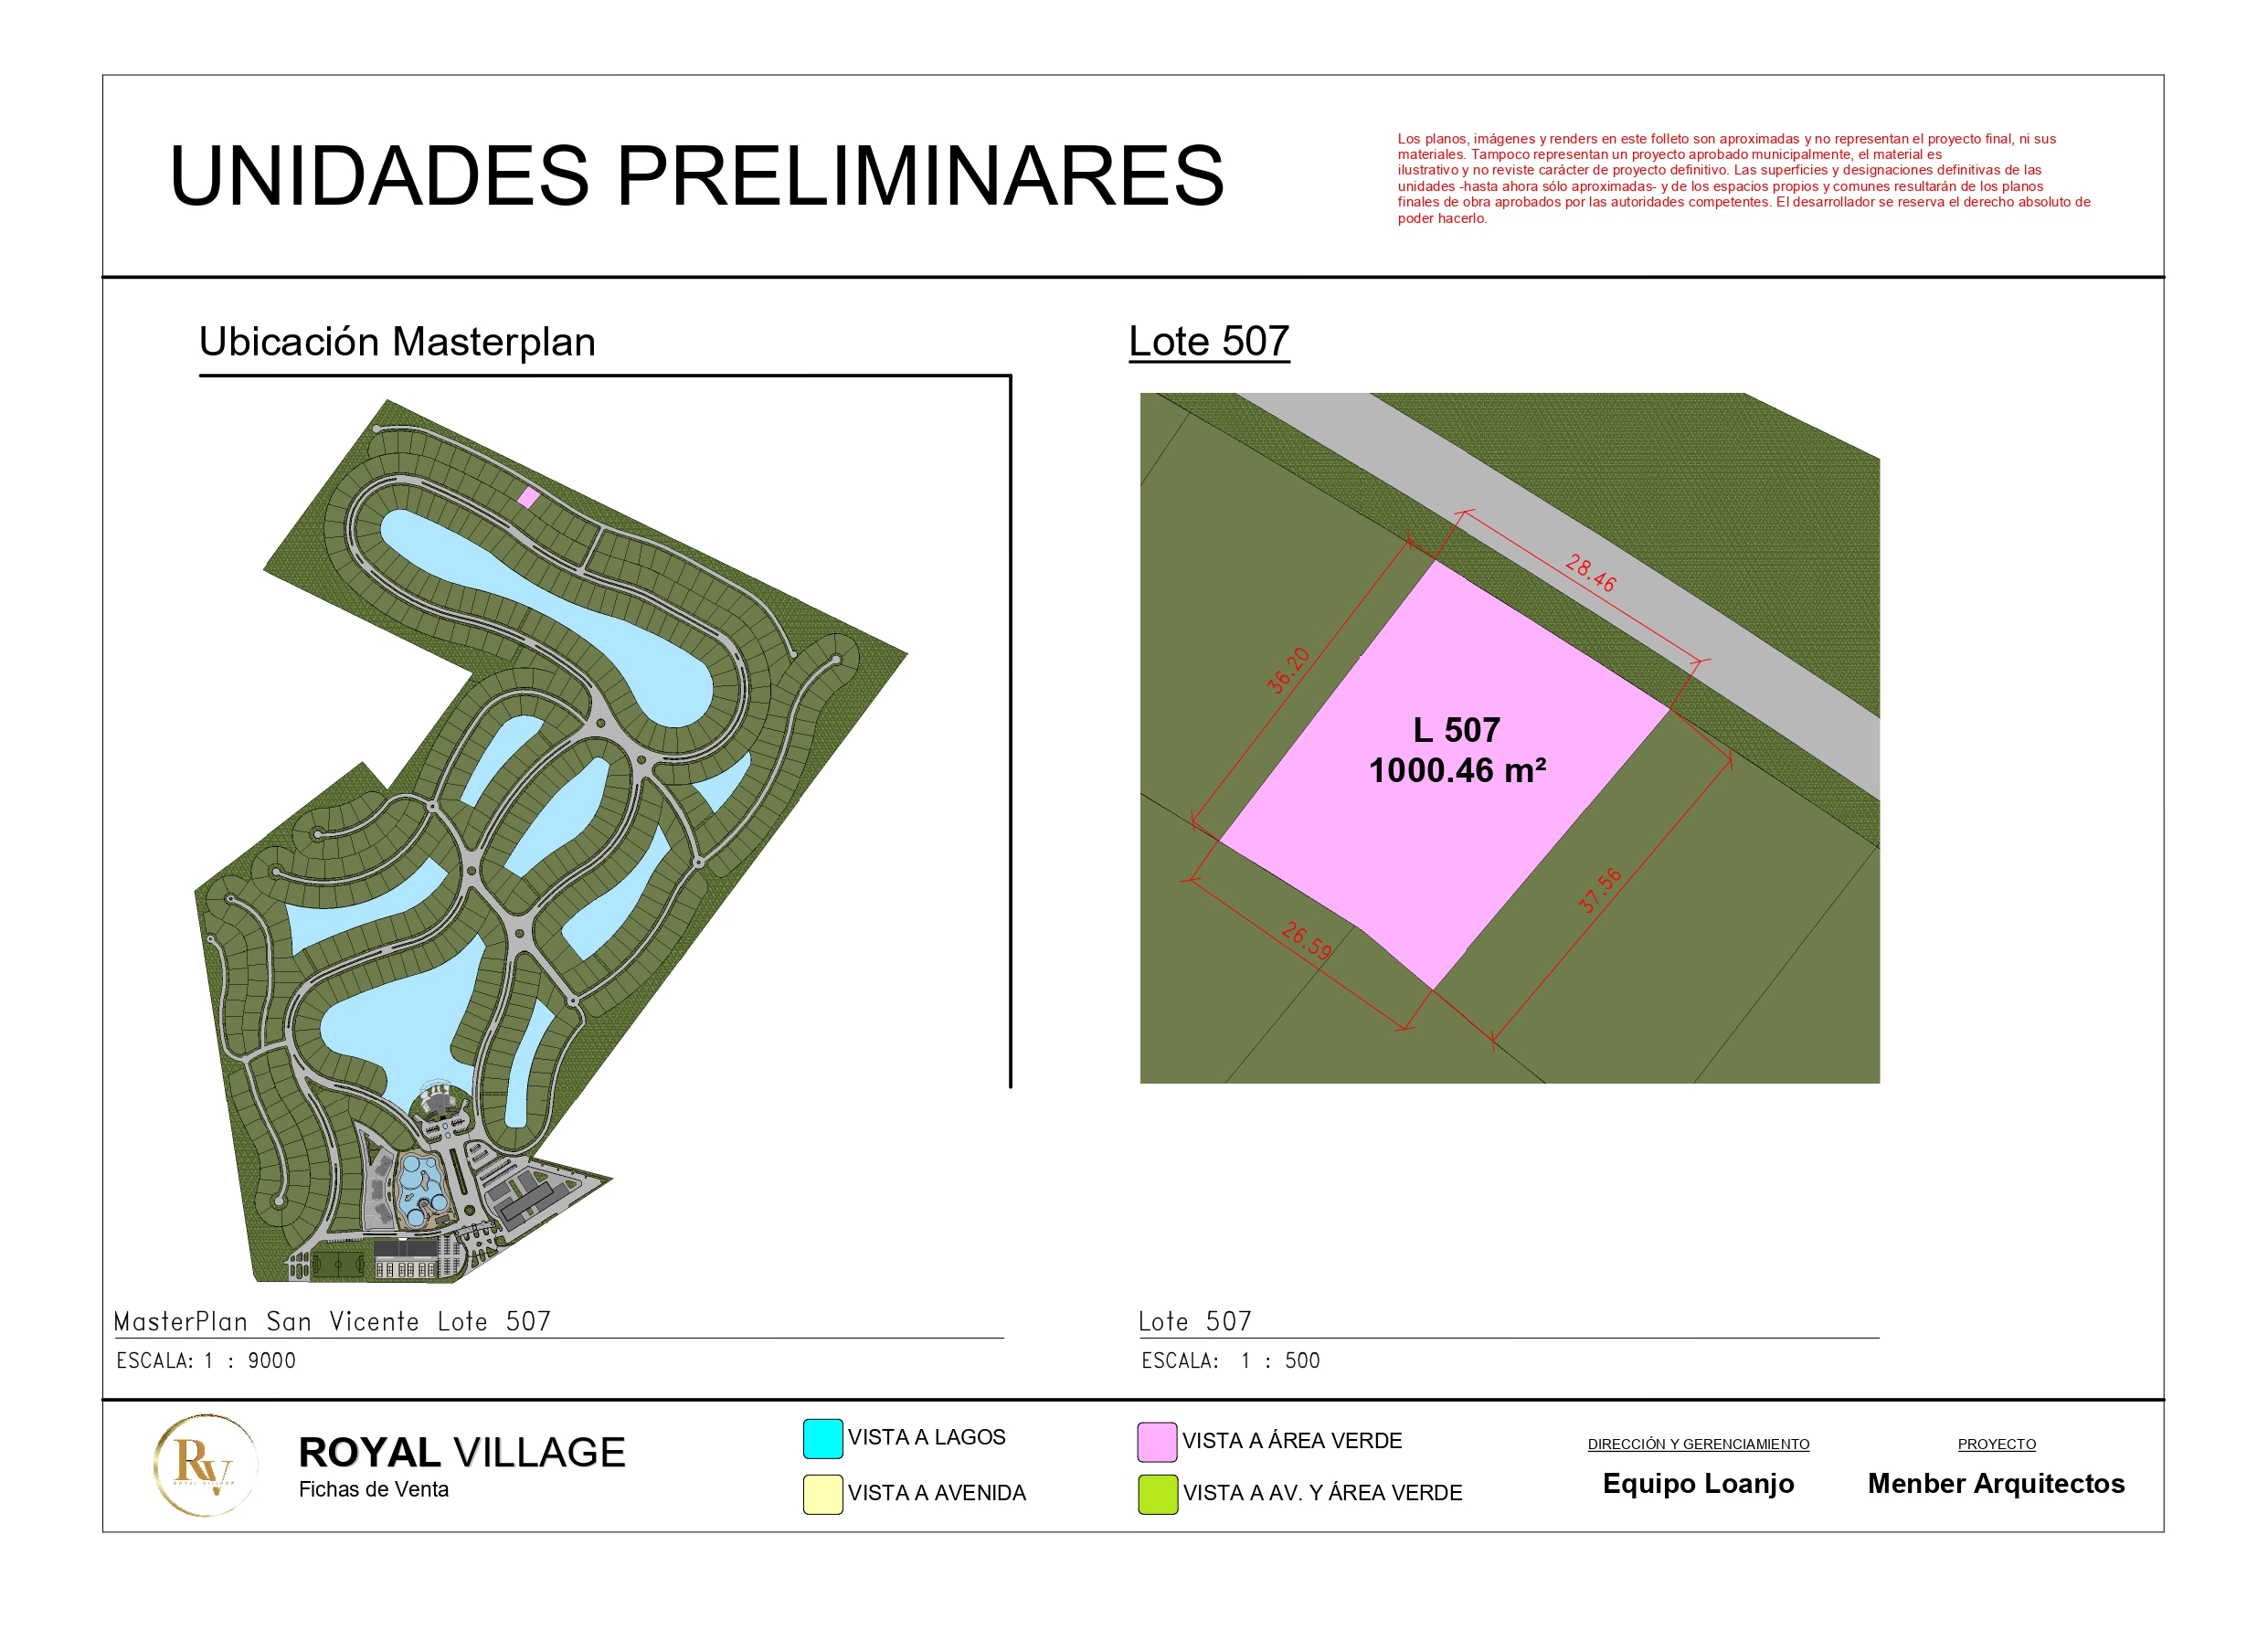 UNIDADES PRELIMINARES
Los planos, imágenes y renders en este folleto son aproximadas y no representan el proyecto final, ni sus
materiales. Tampoco representan un proyecto aprobado municipalmente, el material es
ilustrativo y no reviste carácter de proyecto definitivo. Las superficies y designaciones definitivas de las
unidades -hasta ahora sólo aproximadas- y de los espacios propios y comunes resultarán de los planos
finales de obra aprobados por las autoridades competentes. El desarrollador se reserva el derecho absoluto de
poder hacerlo.
Ubicación Masterplan
Lote 507
28.46
36.20
L 507
1000.46 m²
37.56
26.59
MasterPlan San Vicente Lote 507
ESCALA: 1 : 9000
Lote 507
ESCALA: 1 : 500
RV
ROYAL VILLAGE
ROYAL VILLAGE
Fichas de Venta
VISTA A LAGOS
VISTA A AVENIDA
VISTA A ÁREA VERDE
VISTA A AV. Y ÁREA VERDE
DIRECCIÓN Y GERENCIAMIENTO
Equipo Loanjo
PROYECTO
Menber Arquitectos